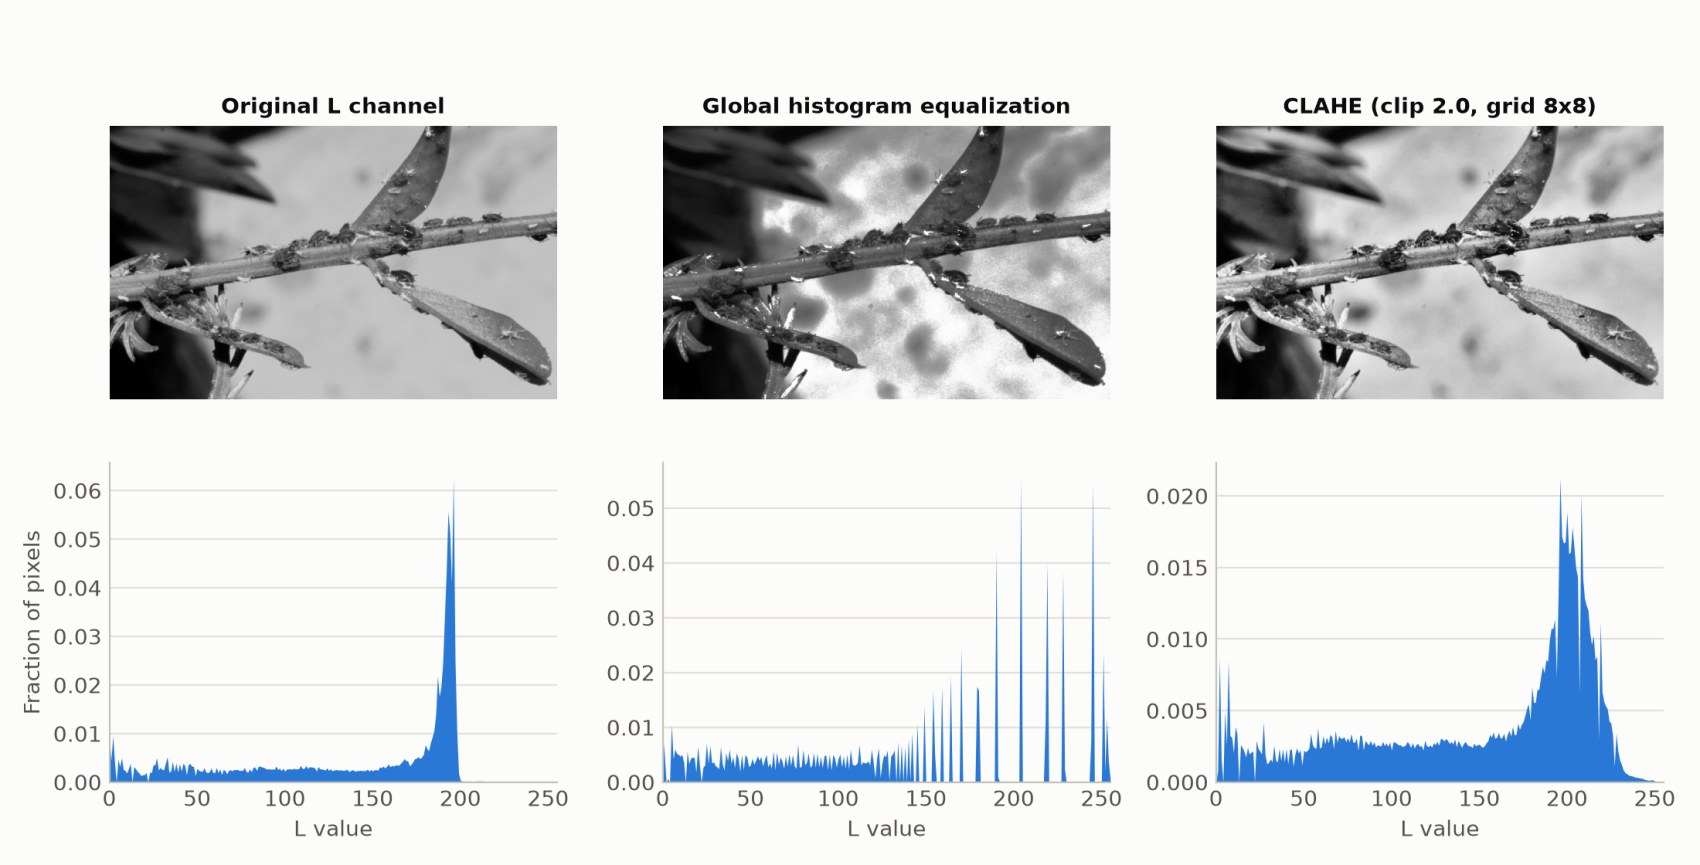 Original L channel
Global histogram equalization
CLAHE (clip 2.0, grid 8x8)
Fraction of pixels
0.06
0.05
0.04
0.03
0.02
0.01
0.00
0 50 100 150 200 250
L value
0.05
0.04
0.03
0.02
0.01
0.00
0 50 100 150 200 250
L value
0.020
0.015
0.010
0.005
0.000
0 50 100 150 200 250
L value